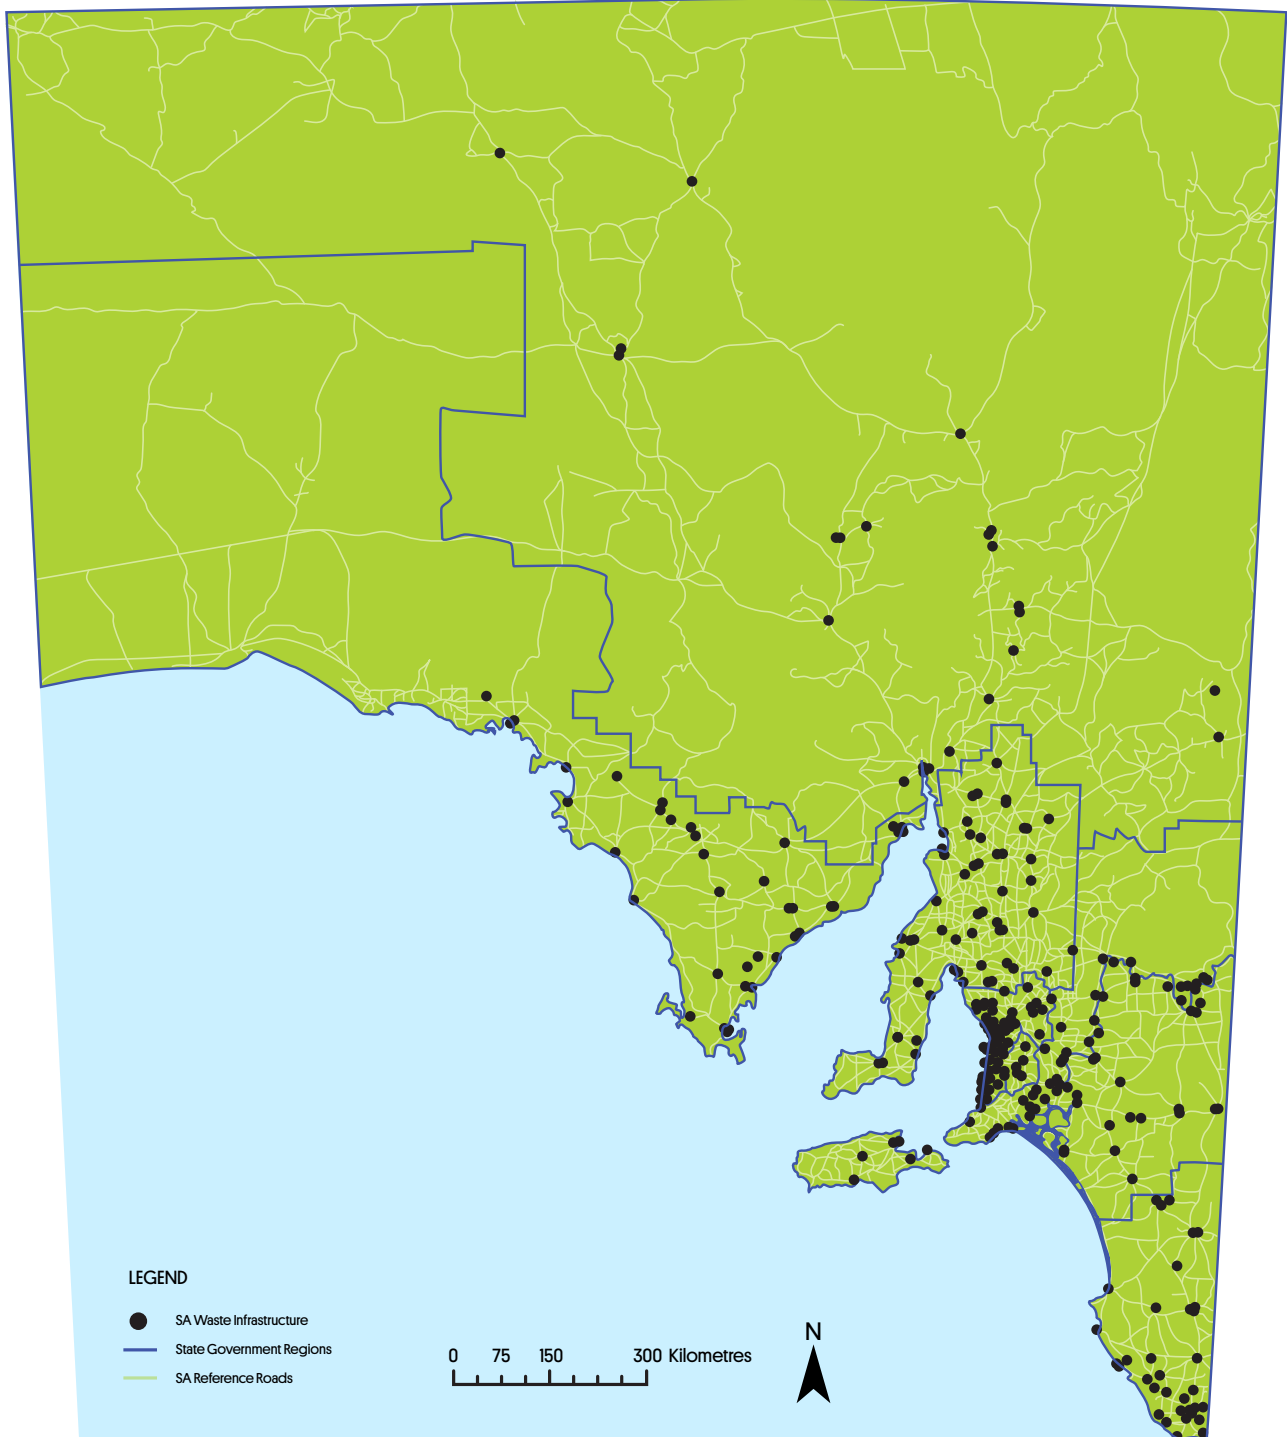 LEGEND
SA Waste Infrastructure
State Government Regions
SA Reference Roads
0 75 150 300 Kilometres
N